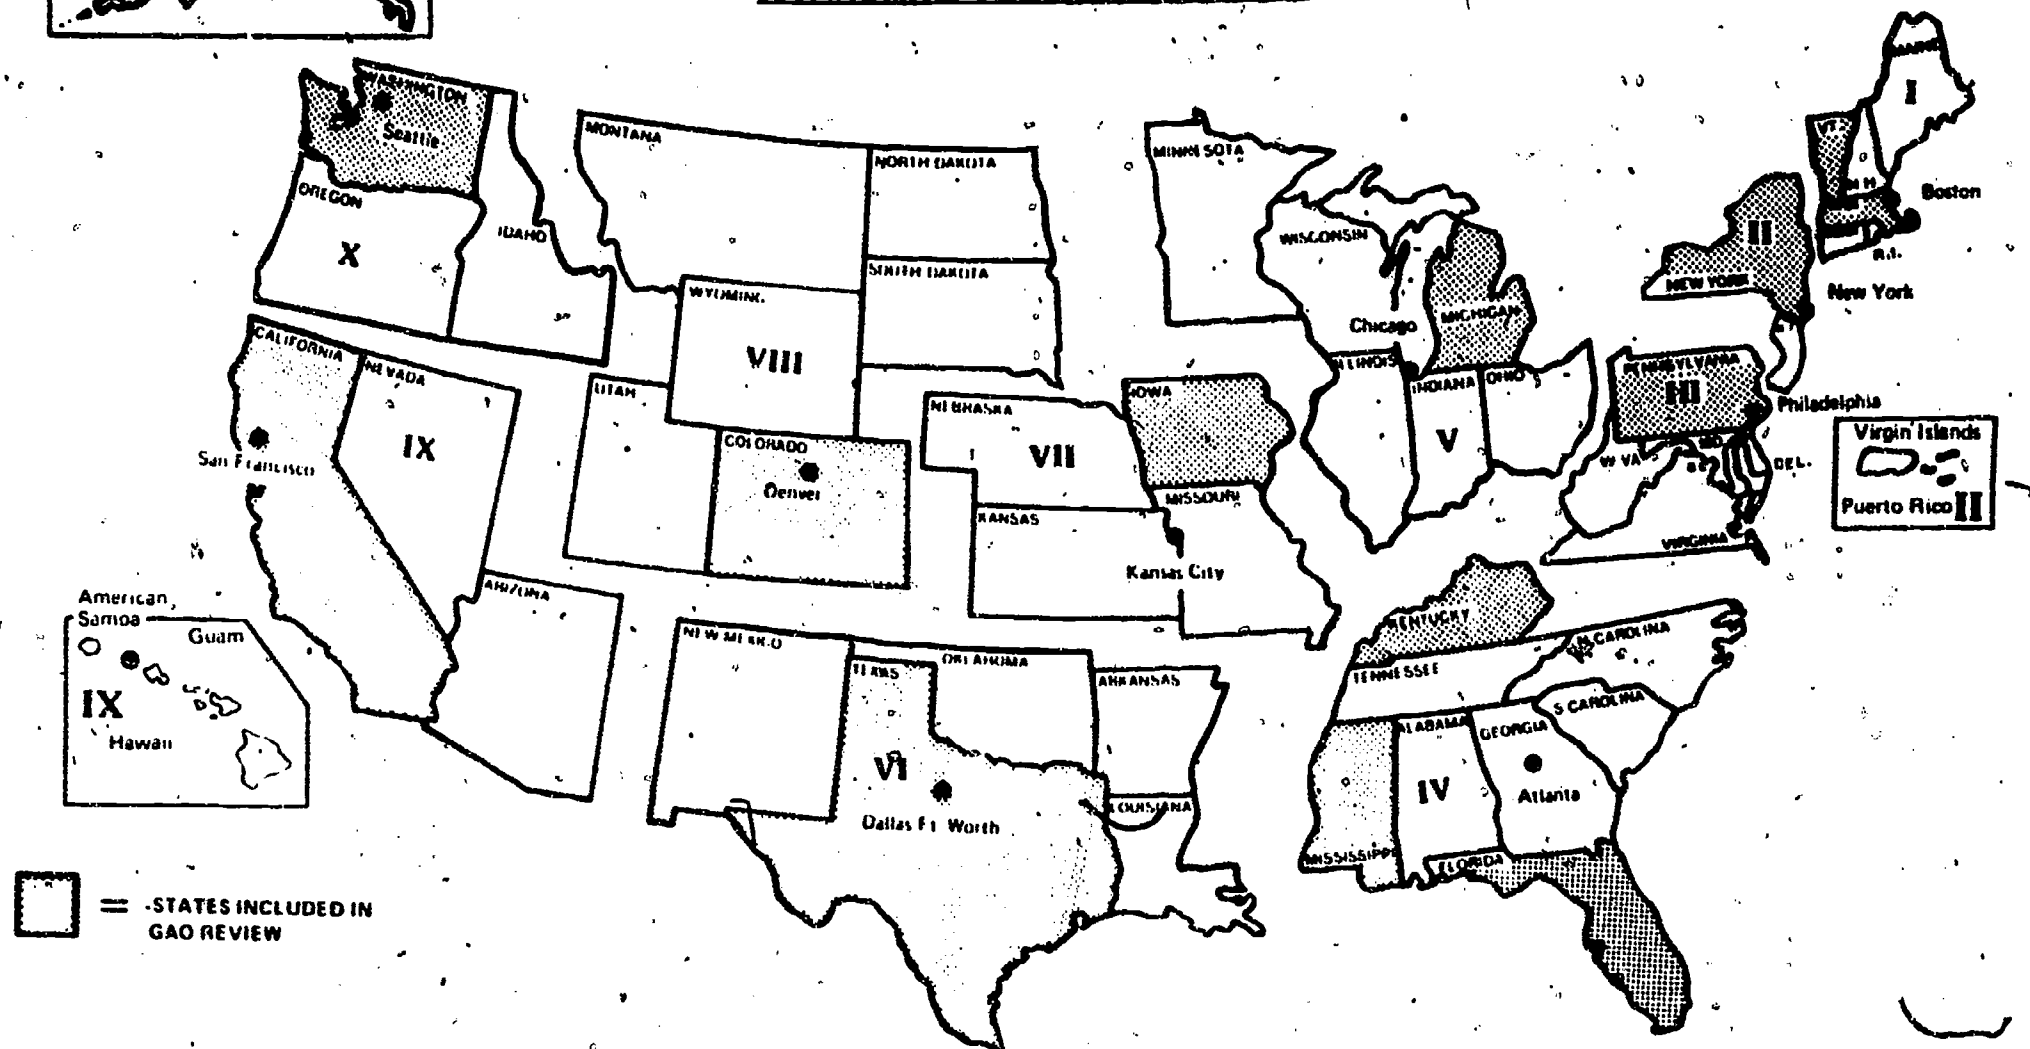 WASHINGTON
Seattle
OREGON
X
IDAHO
MONTANA
NORTH DAKOTA
SOUTH DAKOTA
VIII
MINNESOTA
WISCONSIN
Chicago
MICHIGAN
MAINE
I
VT
N H
Boston
R.I.
II
NEW YORK
New York
CALIFORNIA
San Francisco
NEVADA
IX
UTAH
COLORADO
Denver
NEBRASKA
VII
KANSAS
IOWA
MISSOURI
Kansas City
ILLINOIS
INDIANA
V
OHIO
PENNSYLVANIA
III
Philadelphia
W VA
MD
DEL.
VIRGINIA
Virgin Islands
Puerto Rico II
American
Samoa
Guam
IX
Hawaii
ARIZONA
NEW MEXICO
TEXAS
OKLAHOMA
VI
Dallas Ft. Worth
ARKANSAS
LOUISIANA
KENTUCKY
TENNESSEE
N. CAROLINA
S CAROLINA
MISSISSIPPI
ALABAMA
IV
GEORGIA
Atlanta
FLORIDA
= STATES INCLUDED IN
GAO REVIEW